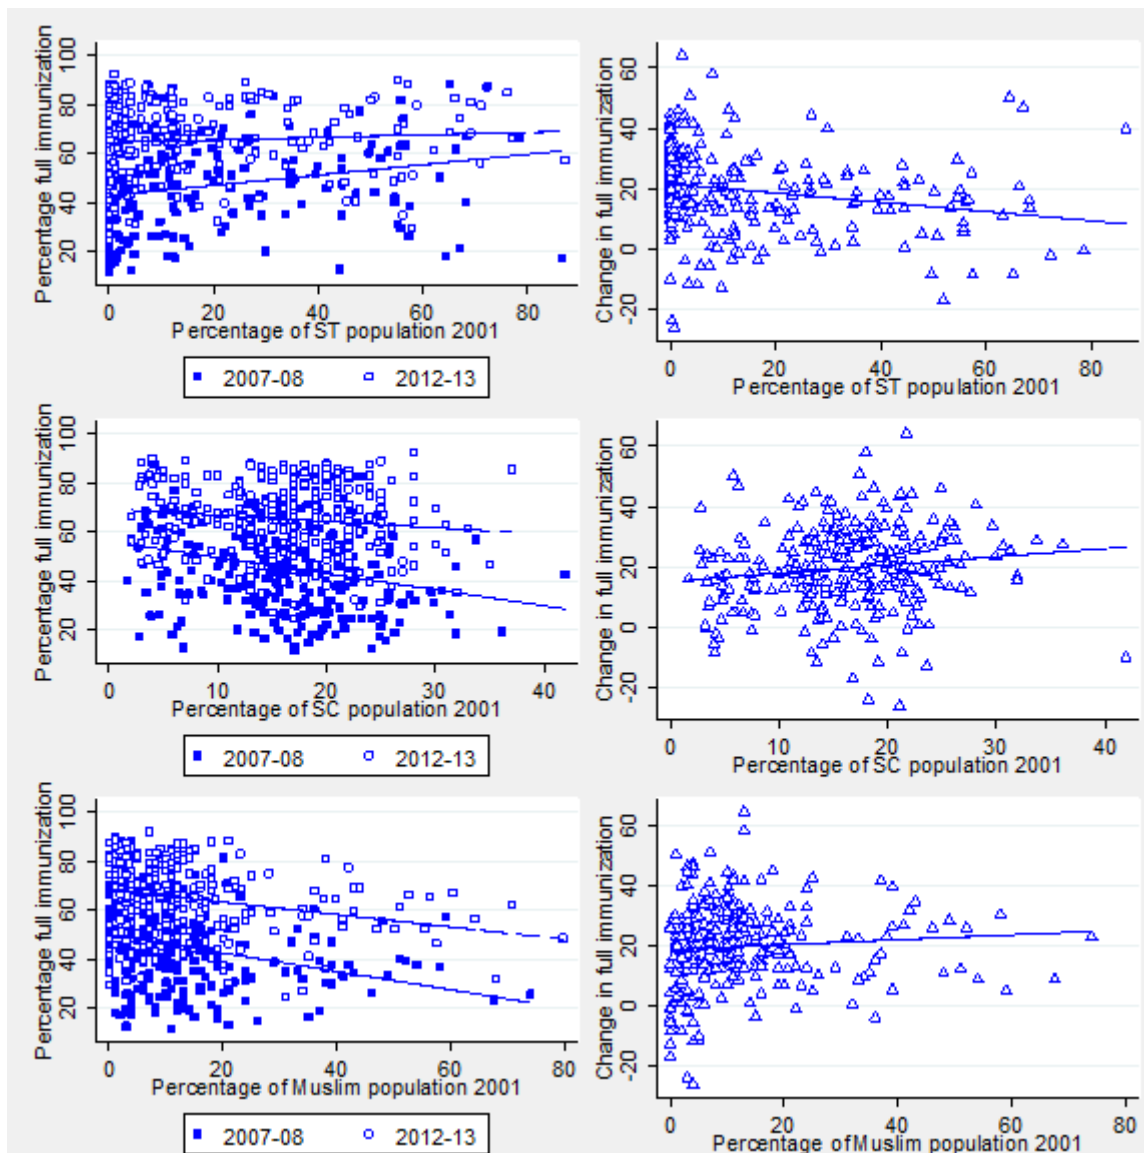 Percentage full immunization
100
80
60
40
20
0 20 40 60 80
Percentage of ST population 2001
2007-08 2012-13
Change in full immunization
60
40
20
0
-20
0 20 40 60 80
Percentage of ST population 2001
Percentage full immunization
100
80
60
40
20
0 10 20 30 40
Percentage of SC population 2001
2007-08 2012-13
Change in full immunization
60
40
20
0
-20
0 10 20 30 40
Percentage of SC population 2001
Percentage full immunization
100
80
60
40
20
0 20 40 60 80
Percentage of Muslim population 2001
2007-08 2012-13
Change in full immunization
60
40
20
0
-20
0 20 40 60 80
Percentage of Muslim population 2001